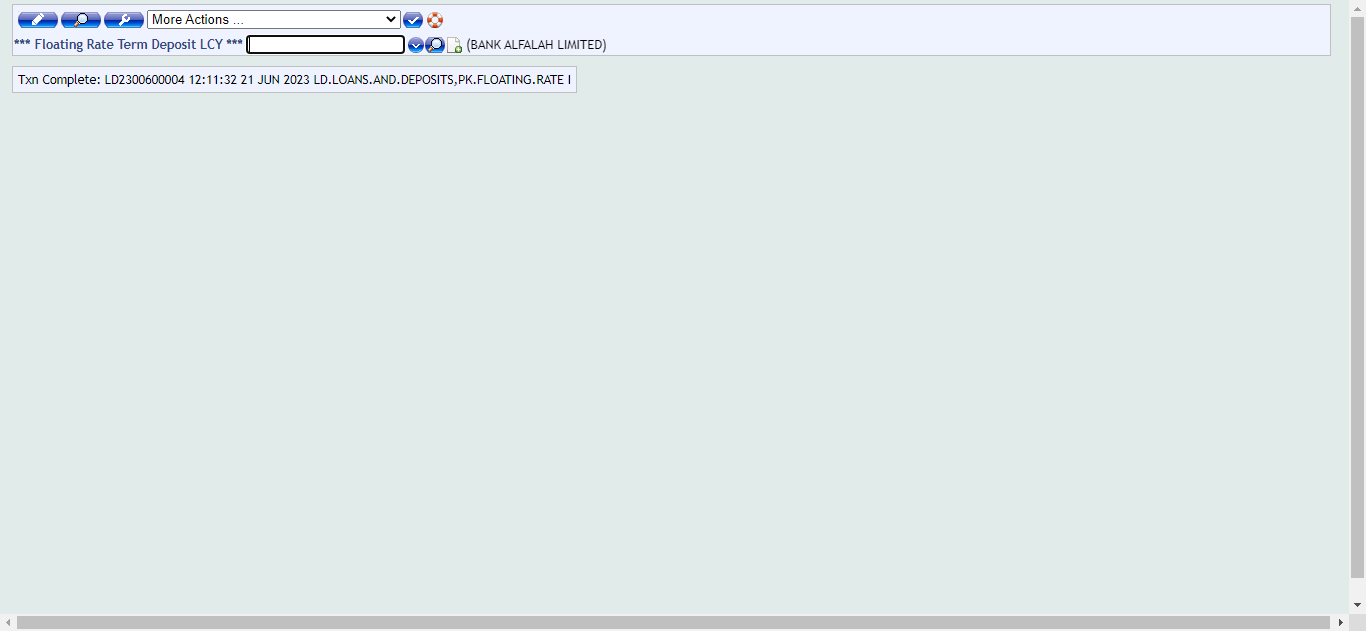 More Actions ...
*** Floating Rate Term Deposit LCY *** (BANK ALFALAH LIMITED)
Txn Complete: LD2300600004 12:11:32 21 JUN 2023 LD.LOANS.AND.DEPOSITS,PK.FLOATING.RATE I